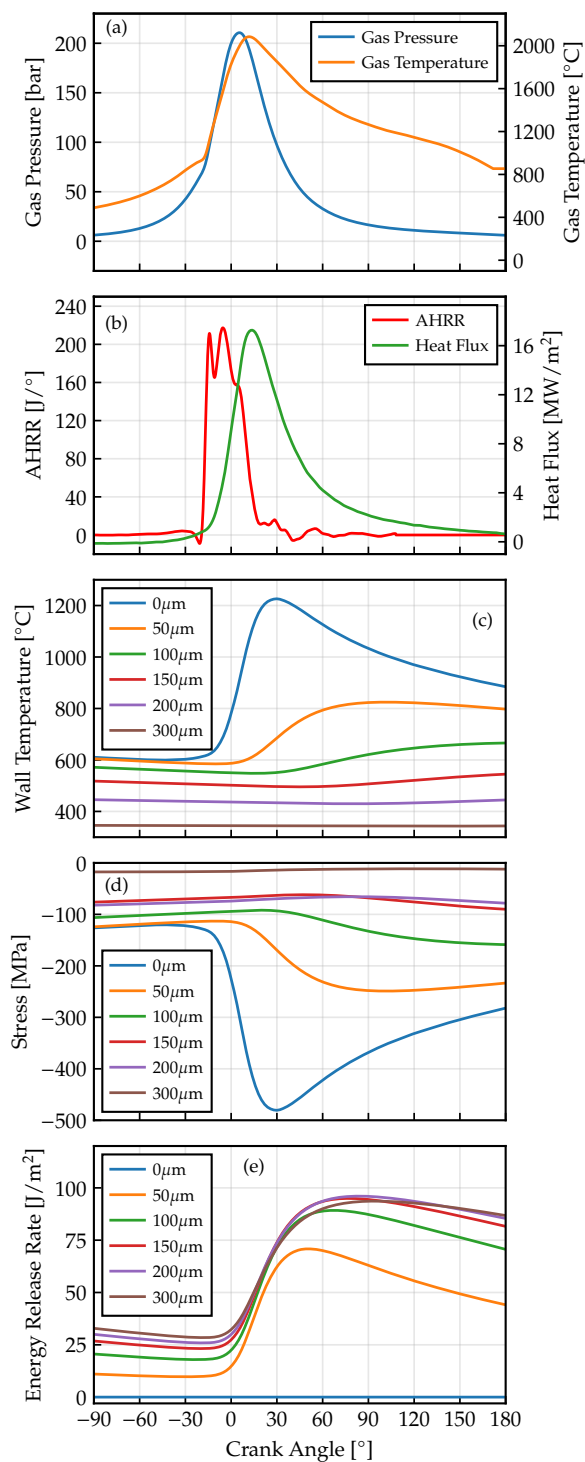 (a)
Gas Pressure
Gas Temperature
Gas Pressure [bar]
200
150
100
50
0
Gas Temperature [°C]
2000
1600
1200
800
400
0
(b)
AHRR
Heat Flux
AHRR [J/°]
240
200
160
120
80
40
0
Heat Flux [MW/m²]
16
12
8
4
0
(c)
0μm
50μm
100μm
150μm
200μm
300μm
Wall Temperature [°C]
1200
1000
800
600
400
(d)
0μm
50μm
100μm
150μm
200μm
300μm
Stress [MPa]
0
−100
−200
−300
−400
−500
(e)
0μm
50μm
100μm
150μm
200μm
300μm
Energy Release Rate [J/m²]
100
75
50
25
0
−90 −60 −30 0 30 60 90 120 150 180
Crank Angle [°]